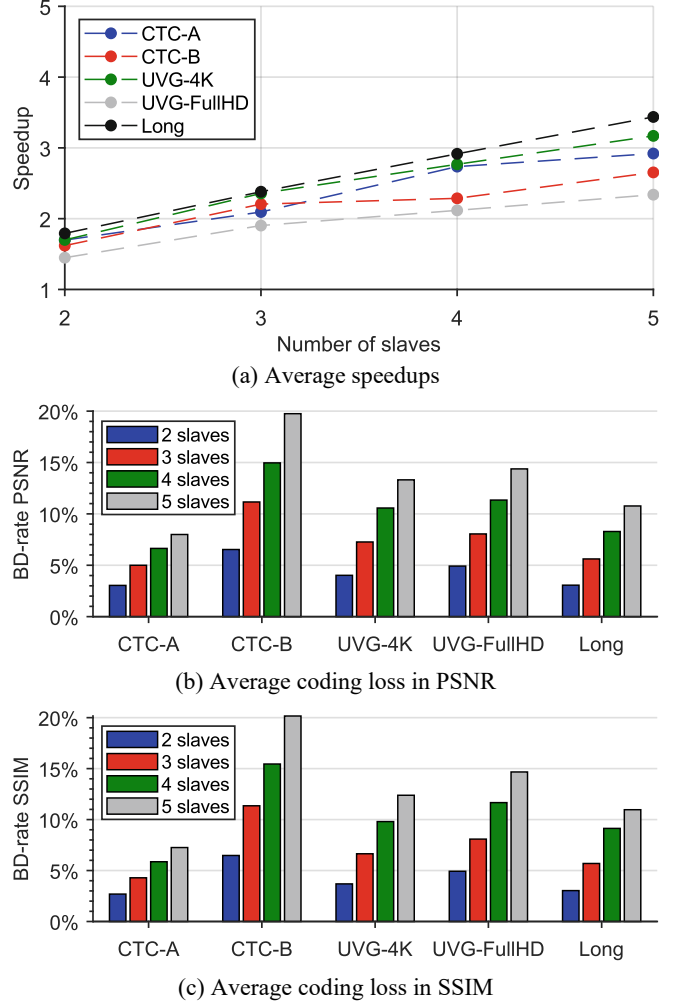 5
4
3
2
1
Speedup
CTC-A
CTC-B
UVG-4K
UVG-FullHD
Long
2 3 4 5
Number of slaves
(a) Average speedups
20%
15%
10%
5%
0%
BD-rate PSNR
2 slaves
3 slaves
4 slaves
5 slaves
CTC-A CTC-B UVG-4K UVG-FullHD Long
(b) Average coding loss in PSNR
20%
15%
10%
5%
0%
BD-rate SSIM
2 slaves
3 slaves
4 slaves
5 slaves
CTC-A CTC-B UVG-4K UVG-FullHD Long
(c) Average coding loss in SSIM